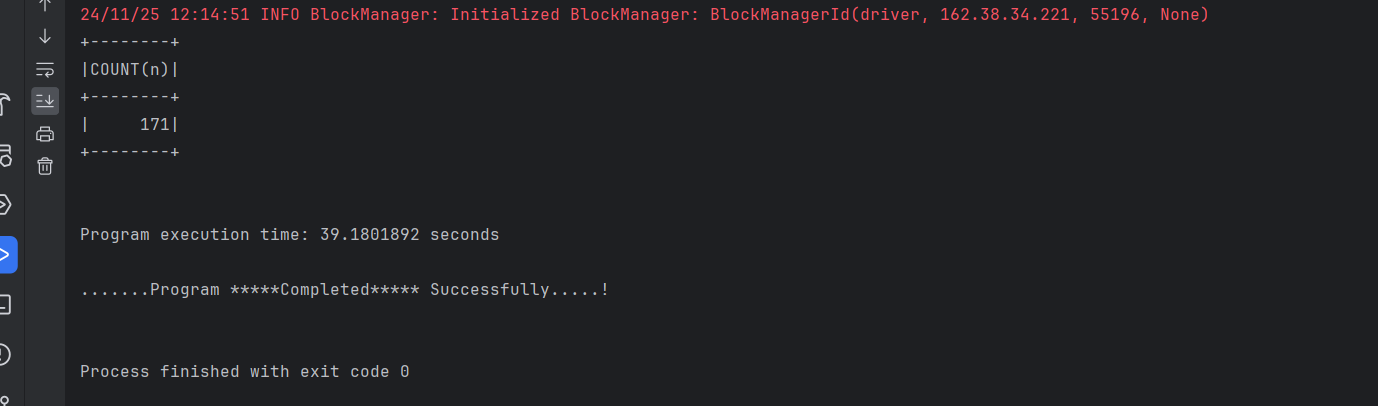 24/11/25 12:14:51 INFO BlockManager: Initialized BlockManager: BlockManagerId(driver, 162.38.34.221, 55196, None)
+--------+
|COUNT(n)|
+--------+
|     171|
+--------+
Program execution time: 39.1801892 seconds
.......Program *****Completed***** Successfully.....!
Process finished with exit code 0